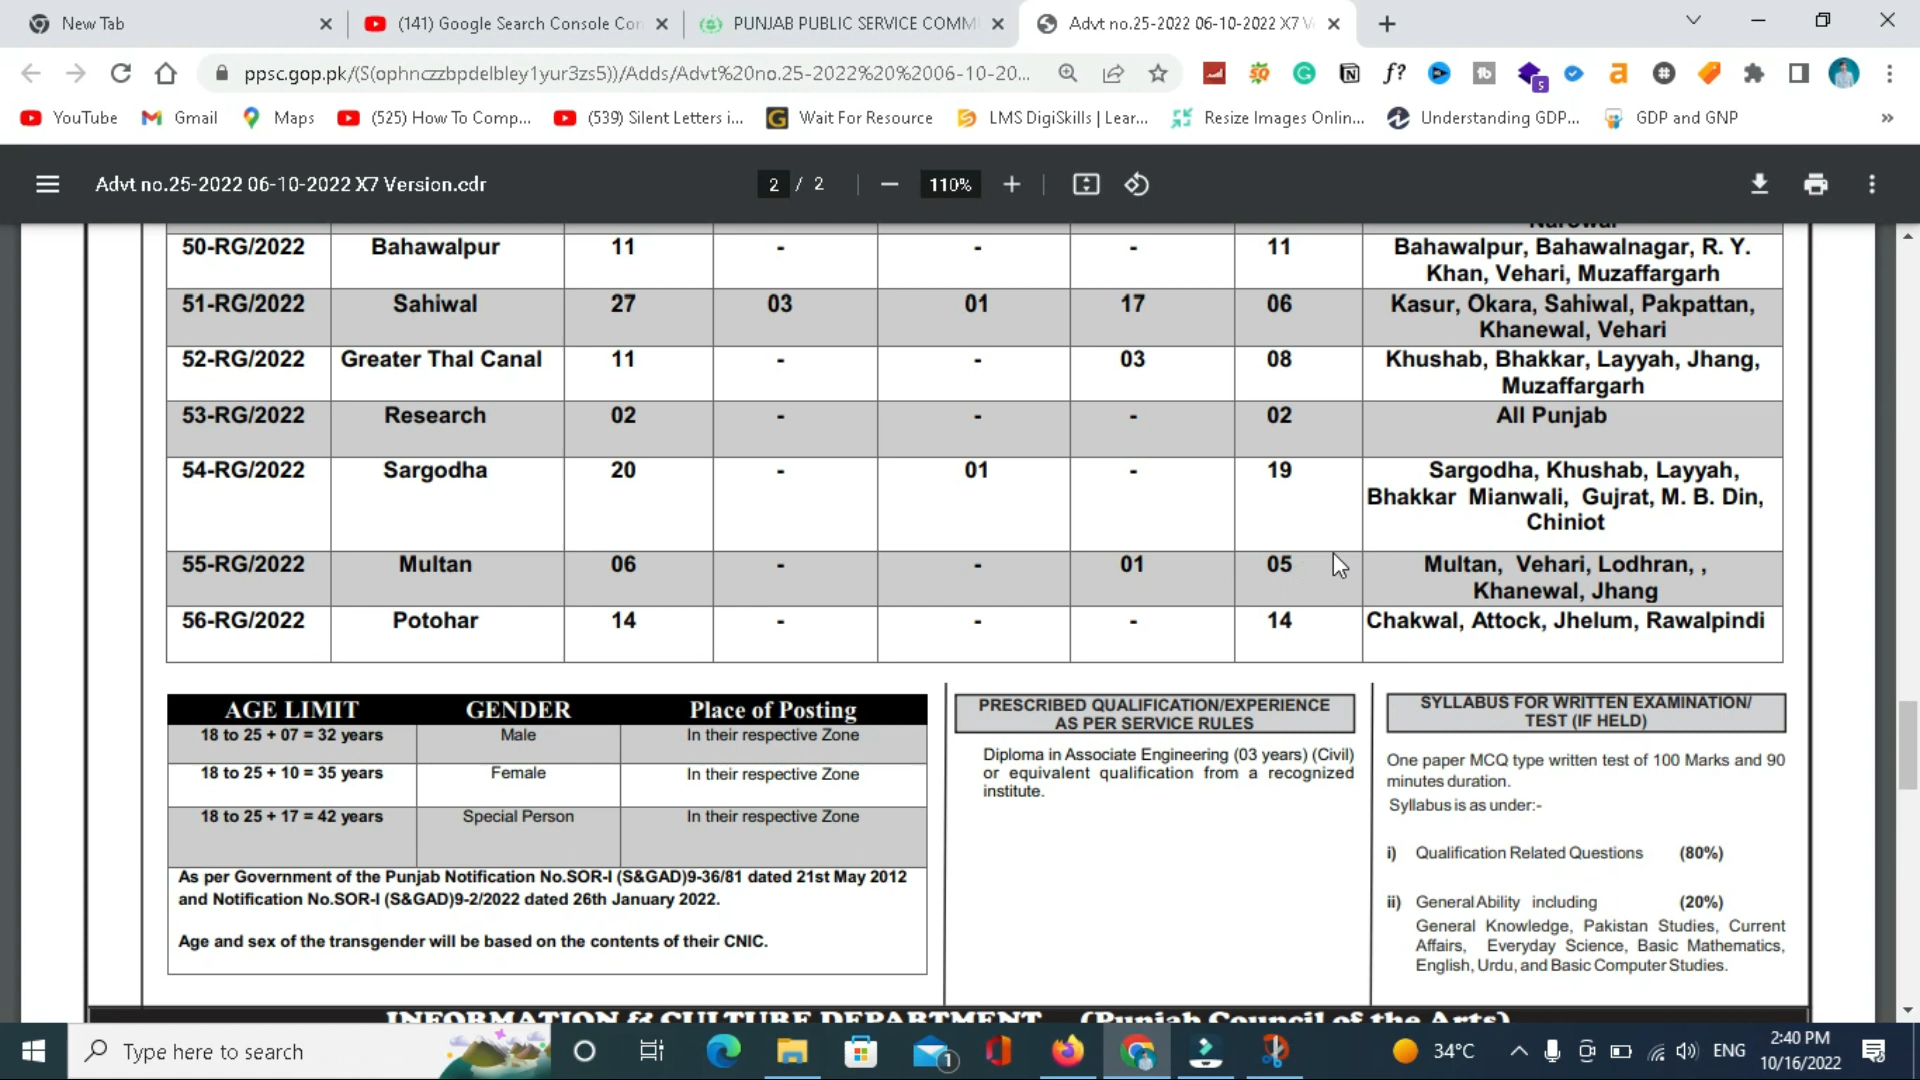 New Tab
(141) Google Search Console Con
PUNJAB PUBLIC SERVICE COMMI
Advt no.25-2022 06-10-2022 X7 V
ppsc.gop.pk/(S(ophnczzbpdelbley1yur3zs5))/Adds/Advt%20no.25-2022%20%2006-10-20...
YouTube
Gmail
Maps
(525) How To Comp...
(539) Silent Letters i...
Wait For Resource
LMS DigiSkills | Lear...
Resize Images Onlin...
Understanding GDP...
GDP and GNP
Advt no.25-2022 06-10-2022 X7 Version.cdr
2 / 2
110%
Narowal
50-RG/2022 Bahawalpur 11 - - - 11 Bahawalpur, Bahawalnagar, R. Y.
Khan, Vehari, Muzaffargarh
51-RG/2022 Sahiwal 27 03 01 17 06 Kasur, Okara, Sahiwal, Pakpattan,
Khanewal, Vehari
52-RG/2022 Greater Thal Canal 11 - - 03 08 Khushab, Bhakkar, Layyah, Jhang,
Muzaffargarh
53-RG/2022 Research 02 - - - 02 All Punjab
54-RG/2022 Sargodha 20 - 01 - 19 Sargodha, Khushab, Layyah,
Bhakkar Mianwali, Gujrat, M. B. Din,
Chiniot
55-RG/2022 Multan 06 - - 01 05 Multan, Vehari, Lodhran, ,
Khanewal, Jhang
56-RG/2022 Potohar 14 - - - 14 Chakwal, Attock, Jhelum, Rawalpindi
AGE LIMIT GENDER Place of Posting
18 to 25 + 07 = 32 years Male In their respective Zone
18 to 25 + 10 = 35 years Female In their respective Zone
18 to 25 + 17 = 42 years Special Person In their respective Zone
As per Government of the Punjab Notification No.SOR-I (S&GAD)9-36/81 dated 21st May 2012
and Notification No.SOR-I (S&GAD)9-2/2022 dated 26th January 2022.
Age and sex of the transgender will be based on the contents of their CNIC.
PRESCRIBED QUALIFICATION/EXPERIENCE
AS PER SERVICE RULES
Diploma in Associate Engineering (03 years) (Civil)
or equivalent qualification from a recognized
institute.
SYLLABUS FOR WRITTEN EXAMINATION/
TEST (IF HELD)
One paper MCQ type written test of 100 Marks and 90
minutes duration.
Syllabus is as under:-
i) Qualification Related Questions (80%)
ii) General Ability including (20%)
General Knowledge, Pakistan Studies, Current
Affairs, Everyday Science, Basic Mathematics,
English, Urdu, and Basic Computer Studies.
INFORMATION & CULTURE DEPARTMENT (Punjab Council of the Arts)
Type here to search
34°C
ENG
2:40 PM
10/16/2022